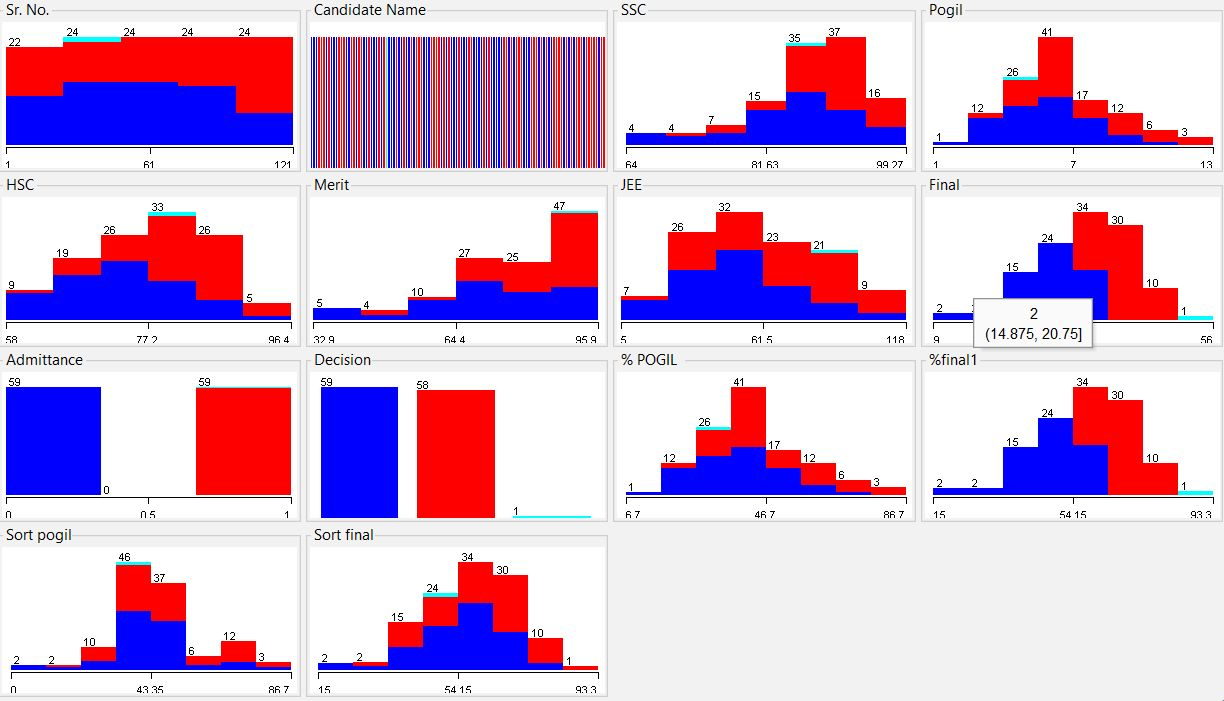 Sr. No.
22 24 24 24 24
1 61 121
Candidate Name
SSC
4 4 7 15 35 37 16
64 81.63 99.27
Pogil
1 12 26 41 17 12 6 3
1 7 13
HSC
9 19 26 33 26 5
58 77.2 96.4
Merit
5 4 10 27 25 47
32.9 64.4 95.9
JEE
7 26 32 23 21 9
5 61.5 118
Final
2 15 24 34 30 10 1
9 56
2
(14.875, 20.75]
Admittance
59 0 59
0 0.5 1
Decision
59 58 1
% POGIL
1 12 26 41 17 12 6 3
6.7 46.7 86.7
%final1
2 2 15 24 34 30 10 1
15 54.15 93.3
Sort pogil
2 2 10 46 37 6 12 3
0 43.35 86.7
Sort final
2 2 15 24 34 30 10 1
15 54.15 93.3